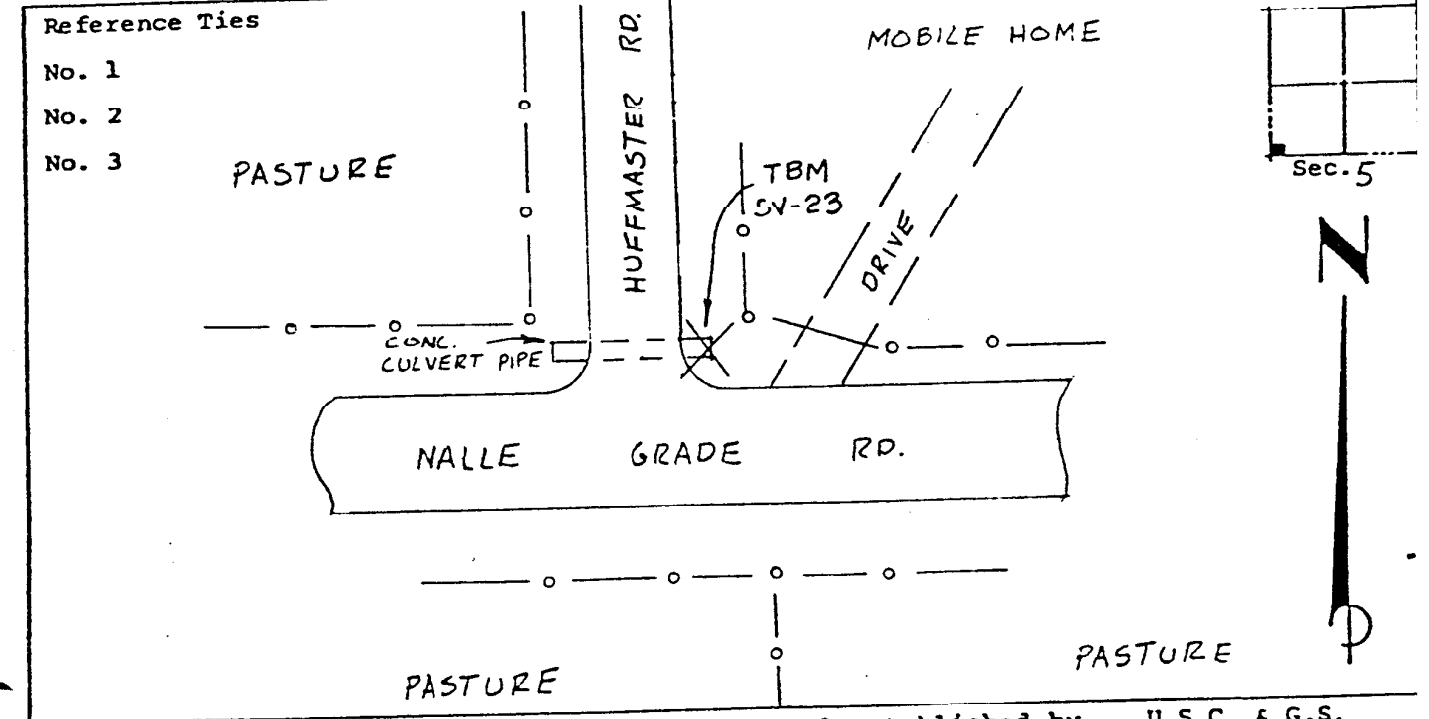 Reference Ties
No. 1
No. 2
No. 3
PASTURE
HUFFMASTER RD.
MOBILE HOME
TBM
SV-23
DRIVE
Sec. 5
N
CONC.
CULVERT PIPE
NALLE GRADE RD.
PASTURE
PASTURE
by U.S.C. & G.S.